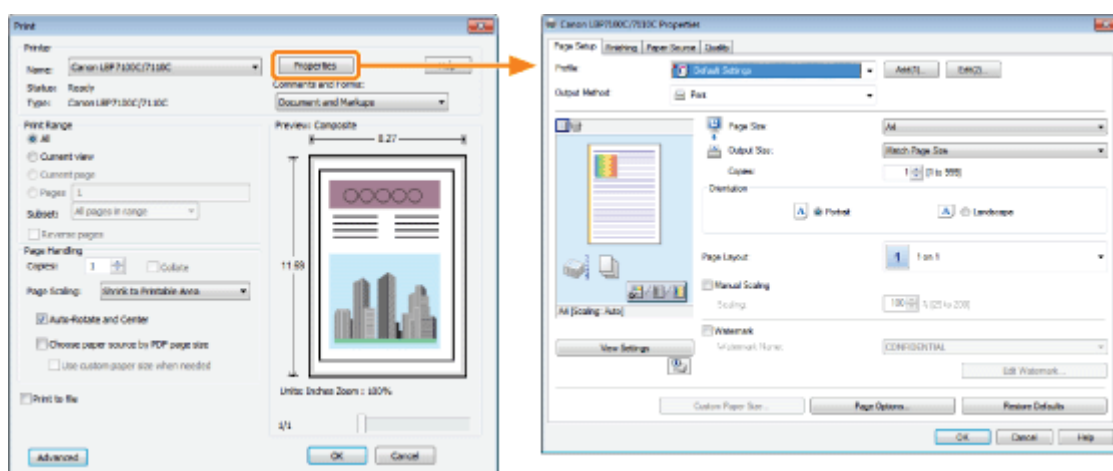 Print
Printer
Name: Canon LBP7100C/7110C
Properties
Help
Status: Ready
Type: Canon LBP7100C/7110C
Comments and Forms:
Document and Markups
Print Range
All
Current view
Current page
Pages 1
Subset: All pages in range
Reverse pages
Page Handling
Copies: 1
Collate
Page Scaling: Shrink to Printable Area
Auto-Rotate and Center
Choose paper source by PDF page size
Use custom paper size when needed
Print to file
Preview: Composite
8.27
11.69
Units: Inches Zoom : 100%
1/1
Advanced
OK
Cancel
Canon LBP7100C/7110C Properties
Page Setup
Finishing
Paper Source
Quality
Profile:
Default Settings
Add(1)...
Edit(2)...
Output Method:
Print
Page Size:
A4
Output Size:
Match Page Size
Copies:
1 [1 to 999]
Orientation
A Portrait
A Landscape
Page Layout:
1 1 on 1
Manual Scaling
Scaling:
100 % [25 to 200]
A4 [Scaling: Auto]
Watermark
Watermark Name:
CONFIDENTIAL
View Settings
Edit Watermark...
Custom Paper Size...
Page Options...
Restore Defaults
OK
Cancel
Help